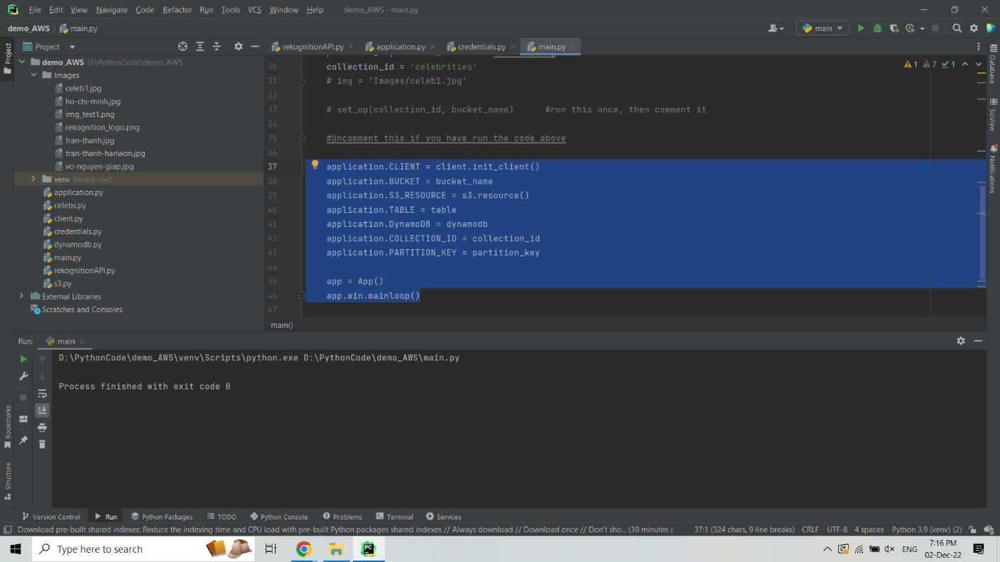 File Edit View Navigate Code Refactor Run Tools VCS Window Help demo_AWS - main.py
demo_AWS main.py
main
Project
Project
rekognitionAPI.py
application.py
credentials.py
main.py
Database
SciView
Notifications
demo_AWS D:\PythonCode\demo_AWS
Images
celeb1.jpg
ho-chi-minh.jpg
img_text1.png
rekognition_logo.png
tran-thanh.jpg
tran-thanh-hariwon.jpg
vo-nguyen-giap.jpg
venv library root
application.py
celebs.py
client.py
credentials.py
dynamodb.py
main.py
rekognitionAPI.py
s3.py
External Libraries
Scratches and Consoles
1 7 1
30 collection_id = 'celebrities'
31 # img = 'Images/celeb1.jpg'
32
33 # set_up(collection_id, bucket_name) #run this once, then comment it
34
35 #Uncomment this if you have run the code above
36
37 application.CLIENT = client.init_client()
38 application.BUCKET = bucket_name
39 application.S3_RESOURCE = s3.resource()
40 application.TABLE = table
41 application.DynamoDB = dynamodb
42 application.COLLECTION_ID = collection_id
43 application.PARTITION_KEY = partition_key
44
45 app = App()
46 app.win.mainloop()
47
main()
Run: main
D:\PythonCode\demo_AWS\venv\Scripts\python.exe D:\PythonCode\demo_AWS\main.py
Process finished with exit code 0
Bookmarks
Structure
Version Control Run Python Packages TODO Python Console Problems Terminal Services
Download pre-built shared indexes: Reduce the indexing time and CPU load with pre-built Python packages shared indexes // Always download // Download once // Don't sho... (30 minutes a 37:1 (324 chars, 9 line breaks) CRLF UTF-8 4 spaces Python 3.9 (venv) (2)
Type here to search
ENG
7:16 PM
02-Dec-22